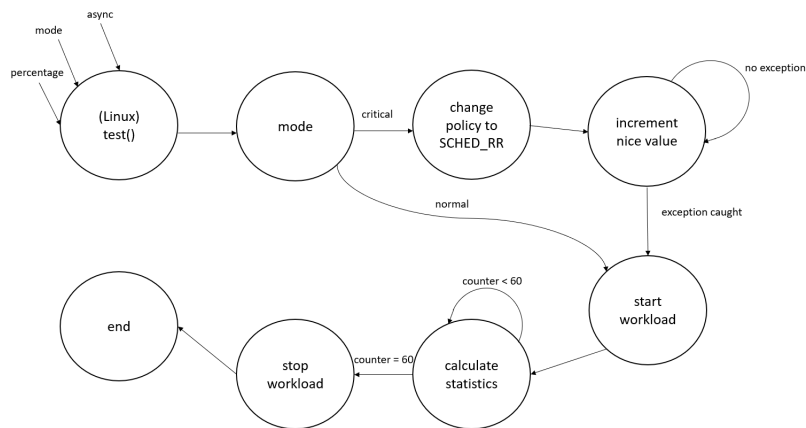 async
mode
percentage
(Linux)
test()
mode
critical
change
policy to
SCHED_RR
increment
nice value
no exception
normal
exception caught
start
workload
counter < 60
calculate
statistics
counter = 60
stop
workload
end